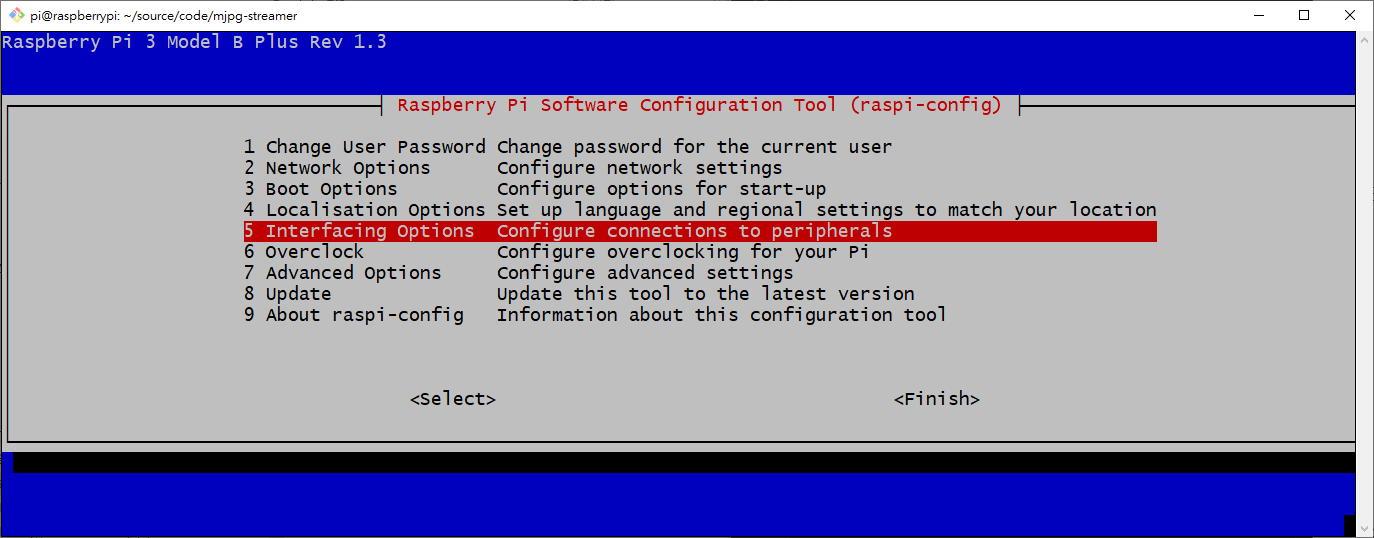 pi@raspberrypi: ~/source/code/mjpg-streamer
Raspberry Pi 3 Model B Plus Rev 1.3
Raspberry Pi Software Configuration Tool (raspi-config)
1 Change User Password Change password for the current user
2 Network Options Configure network settings
3 Boot Options Configure options for start-up
4 Localisation Options Set up language and regional settings to match your location
5 Interfacing Options Configure connections to peripherals
6 Overclock Configure overclocking for your Pi
7 Advanced Options Configure advanced settings
8 Update Update this tool to the latest version
9 About raspi-config Information about this configuration tool
<Select> <Finish>